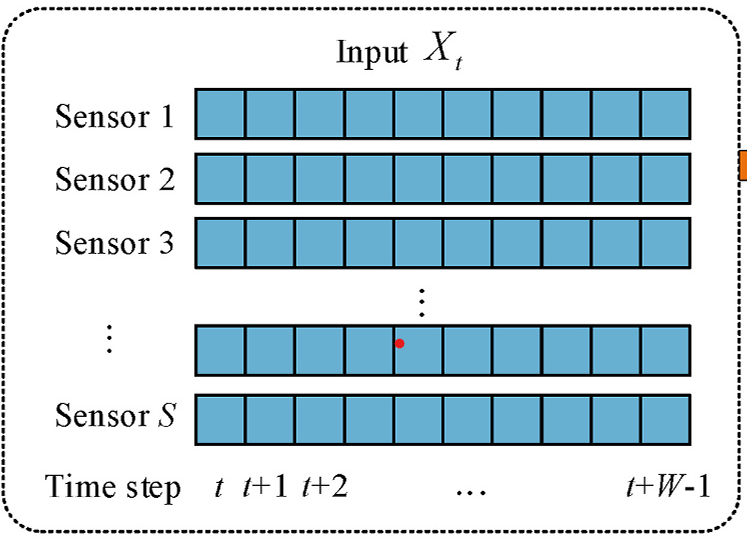 Input X_t
Sensor 1
Sensor 2
Sensor 3
⋮
⋮
Sensor S
Time step t t+1 t+2 ... t+W-1